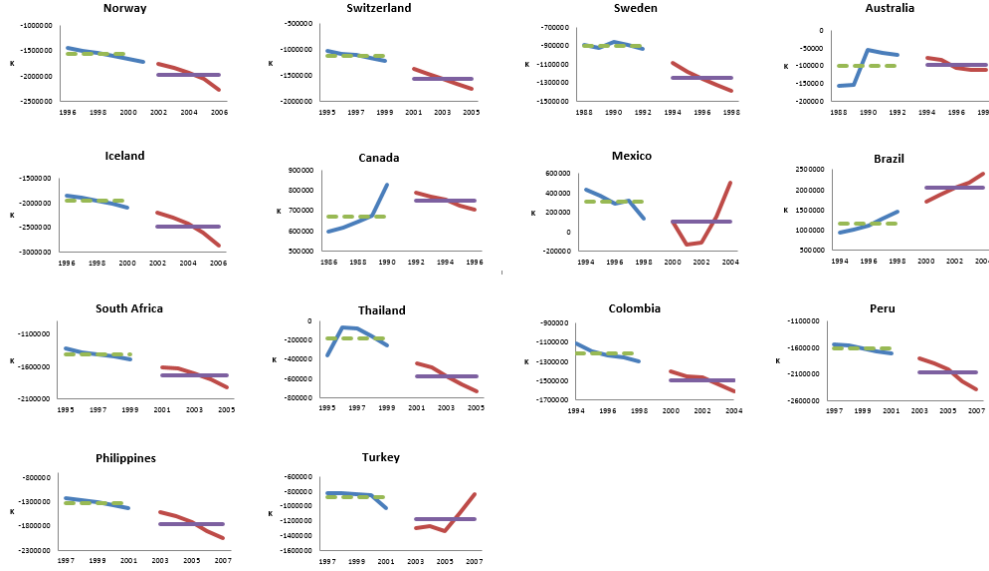 Norway
-1000000
-1500000
K
-2000000
-2500000
1996 1998 2000 2002 2004 2006
Switzerland
-500000
-1000000
K
-1500000
-2000000
1995 1997 1999 2001 2003 2005
Sweden
-700000
-900000
K
-1100000
-1300000
-1500000
1988 1990 1992 1994 1996 1998
Australia
0
-50000
K
-100000
-150000
-200000
1988 1990 1992 1994 1996
Iceland
-1500000
-2000000
K
-2500000
-3000000
1996 1998 2000 2002 2004 2006
Canada
900000
800000
K
700000
600000
500000
1986 1988 1990 1992 1994 1996
Mexico
600000
400000
K
200000
0
-200000
1994 1996 1998 2000 2002 2004
Brazil
2500000
2000000
K
1500000
1000000
500000
1994 1996 1998 2000 2002 2004
South Africa
-1100000
K
-1600000
-2100000
1995 1997 1999 2001 2003 2005
Thailand
0
-200000
K
-400000
-600000
-800000
1995 1997 1999 2001 2003 2005
Colombia
-900000
-1100000
K
-1300000
-1500000
-1700000
1994 1996 1998 2000 2002 2004
Peru
-1100000
-1600000
K
-2100000
-2600000
1997 1999 2001 2003 2005 2007
Philippines
-800000
-1300000
K
-1800000
-2300000
1997 1999 2001 2003 2005 2007
Turkey
-600000
-800000
-1000000
K
-1200000
-1400000
-1600000
1997 1999 2001 2003 2005 2007